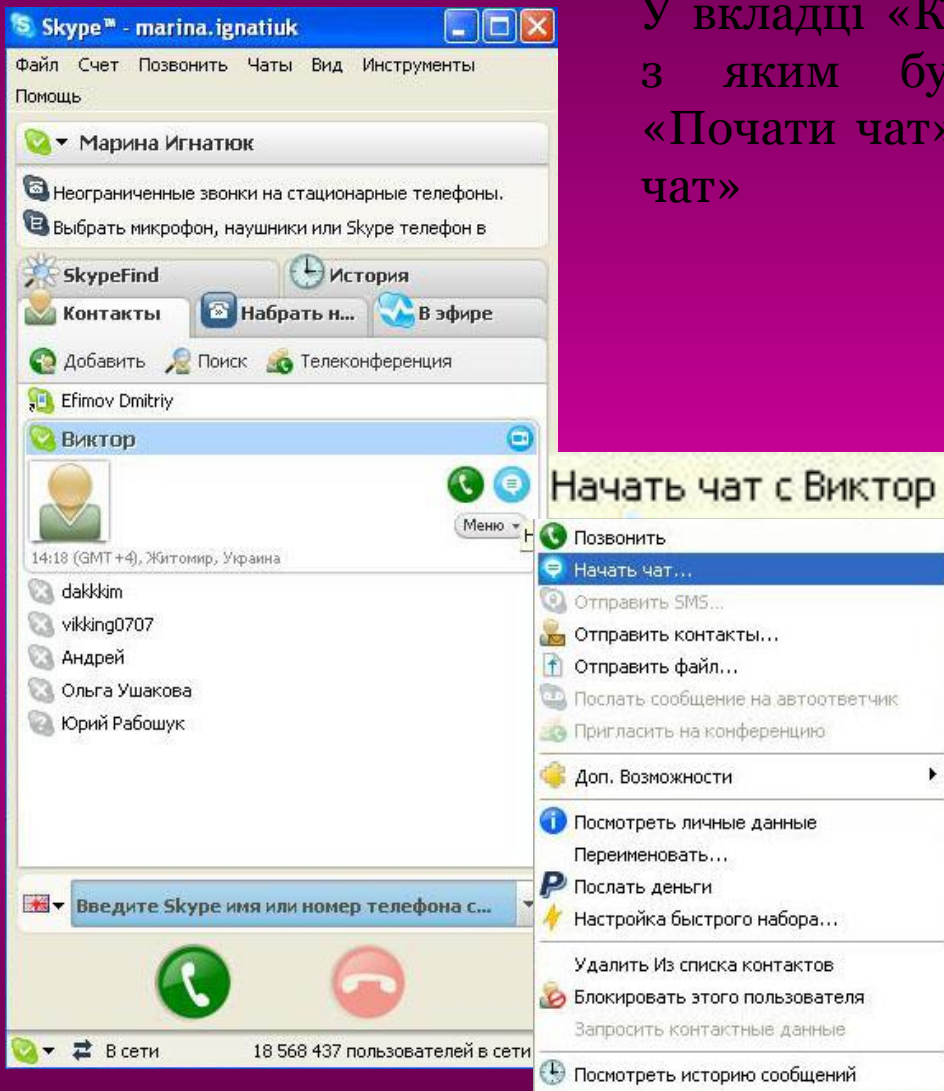 Skype™ - marina.ignatiuk
Файл Счет Позвонить Чаты Вид Инструменты
Помощь
Марина Игнатюк
Неограниченные звонки на стационарные телефоны.
Выбрать микрофон, наушники или Skype телефон в
SkypeFind История
Контакты Набрать н... В эфире
Добавить Поиск Телеконференция
Efimov Dmitriy
Виктор
Меню
14:18 (GMT +4), Житомир, Украина
dakkkim
vikking0707
Андрей
Ольга Ушакова
Юрий Рабошук
Введите Skype имя или номер телефона с...
В сети 18 568 437 пользователей в сети
У вкладці «К
з яким бу
«Почати чат»
чат»
Начать чат с Виктор
Позвонить
Начать чат...
Отправить SMS...
Отправить контакты...
Отправить файл...
Послать сообщение на автоответчик
Пригласить на конференцию
Доп. Возможности
Посмотреть личные данные
Переименовать...
Послать деньги
Настройка быстрого набора...
Удалить Из списка контактов
Блокировать этого пользователя
Запросить контактные данные
Посмотреть историю сообщений